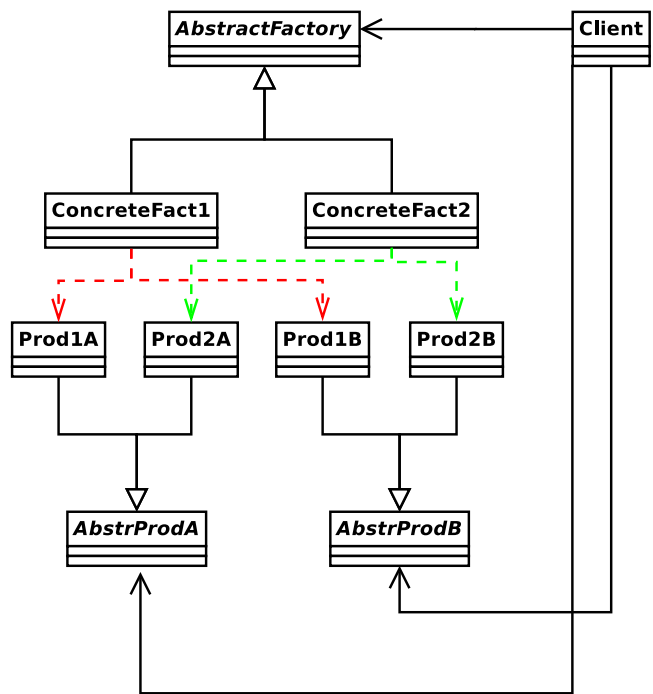 AbstractFactory
Client
ConcreteFact1
ConcreteFact2
Prod1A
Prod2A
Prod1B
Prod2B
AbstrProdA
AbstrProdB